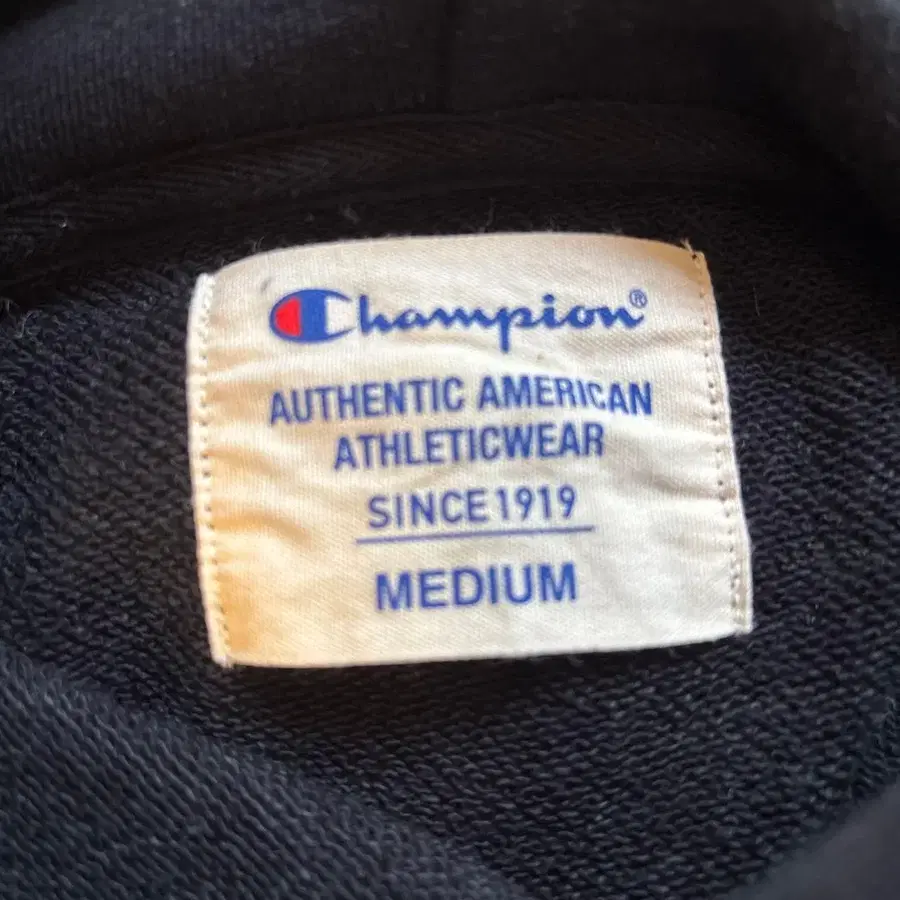 Champion®
AUTHENTIC AMERICAN
ATHLETICWEAR
SINCE 1919
MEDIUM